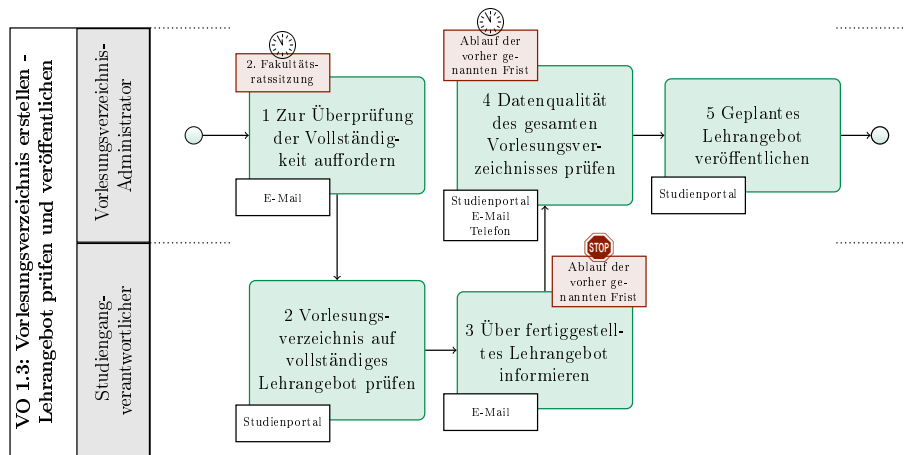 VO 1.3: Vorlesungsverzeichnis erstellen -
Lehrangebot prüfen und veröffentlichen
Vorlesungsverzeichnis-
Administrator
2. Fakultäts-
ratssitzung
1 Zur Überprüfung
der Vollständig-
keit auffordern
E-Mail
Ablauf der
vorher ge-
nannten Frist
4 Datenqualität
des gesamten
Vorlesungsver-
zeichnisses prüfen
Studienportal
E-Mail
Telefon
5 Geplantes
Lehrangebot
veröffentlichen
Studienportal
Studiengang-
verantwortlicher
2 Vorlesungs-
verzeichnis auf
vollständiges
Lehrangebot prüfen
Studienportal
STOP
Ablauf der
vorher ge-
nannten Frist
3 Über fertiggestell-
tes Lehrangebot
informieren
E-Mail